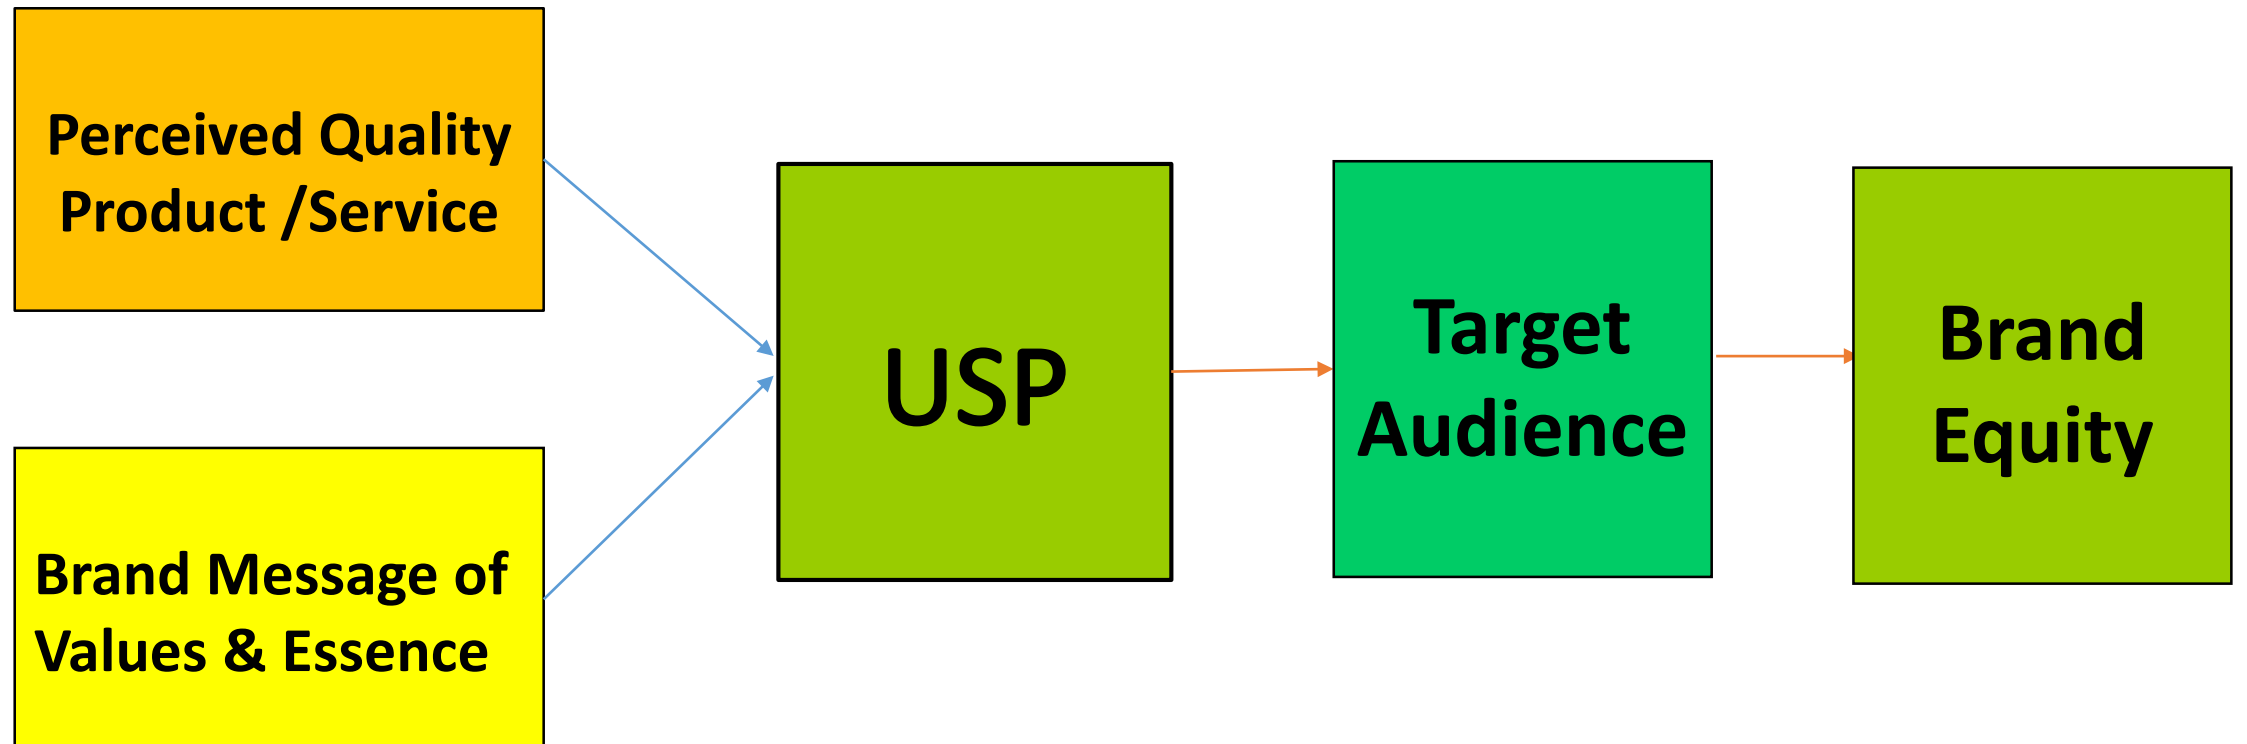 Perceived Quality
Product /Service
Brand Message of
Values & Essence
USP
Target
Audience
Brand
Equity